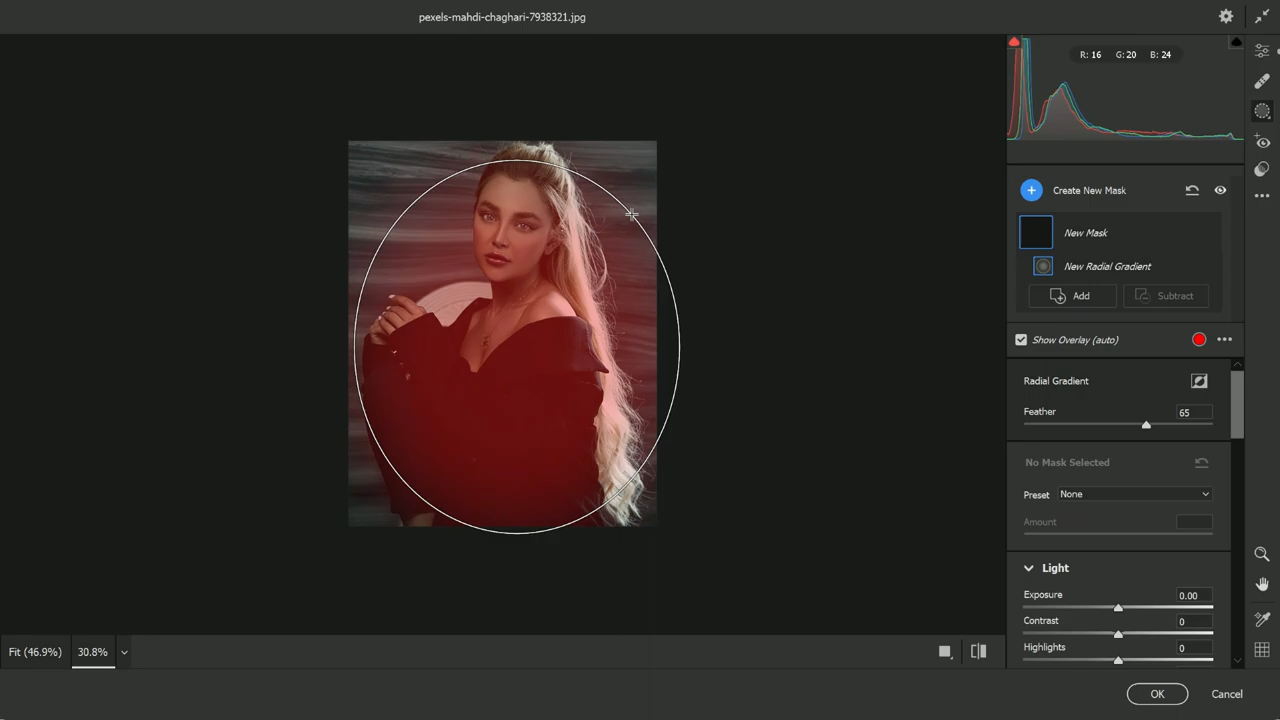 pexels-mahdi-chaghari-7938321.jpg
R: 16 G: 20 B: 24
Create New Mask
New Mask
New Radial Gradient
Add
Subtract
Show Overlay (auto)
Radial Gradient
Feather 65
No Mask Selected
Preset None
Amount
Light
Exposure 0.00
Contrast 0
Highlights 0
Fit (46.9%) 30.8%
OK Cancel